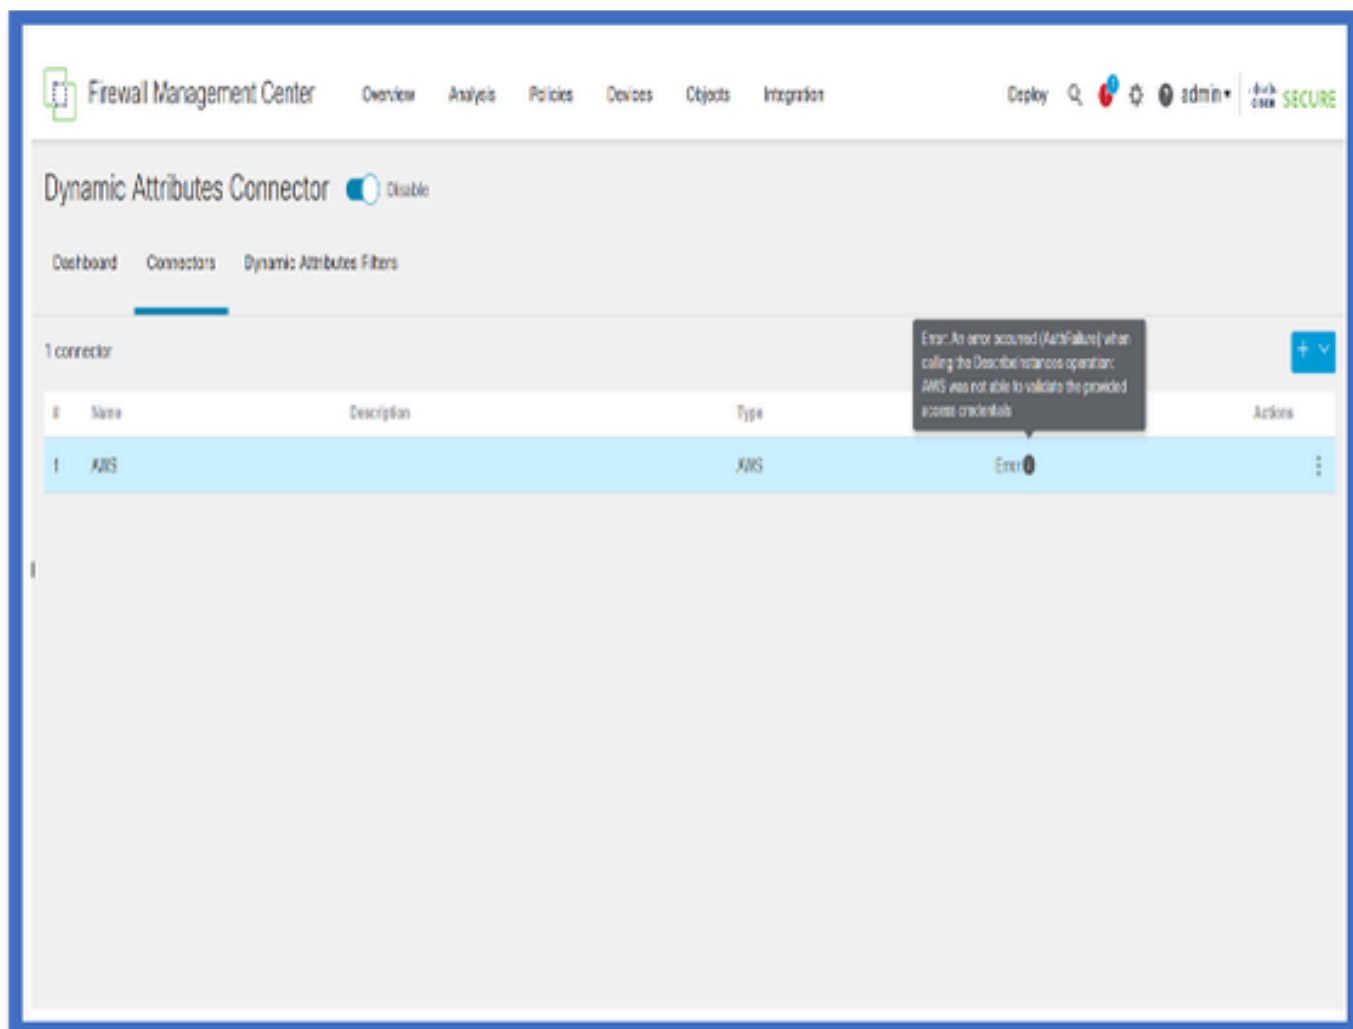 Firewall Management Center Overview Analysis Policies Devices Objects Integration Deploy admin CISCO SECURE
Dynamic Attributes Connector Disable
Dashboard Connectors Dynamic Attributes Filters
1 connector
Error: An error occurred (AuthFailure) when
calling the DescribeInstances operation:
AWS was not able to validate the provided
access credentials
# Name Description Type Actions
1 AWS AWS Error